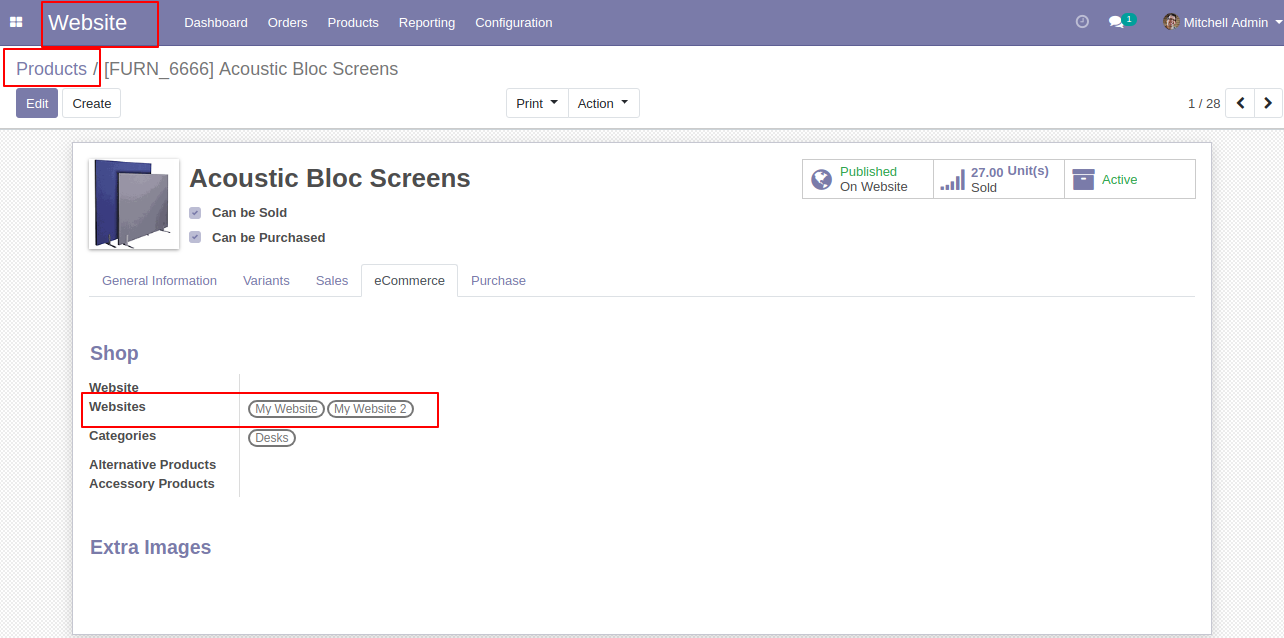 Website Dashboard Orders Products Reporting Configuration 1 Mitchell Admin
Products / [FURN_6666] Acoustic Bloc Screens
Edit Create Print Action 1 / 28
Acoustic Bloc Screens
Can be Sold
Can be Purchased
Published
On Website
27.00 Unit(s)
Sold
Active
General Information Variants Sales eCommerce Purchase
Shop
Website
Websites My Website My Website 2
Categories Desks
Alternative Products
Accessory Products
Extra Images